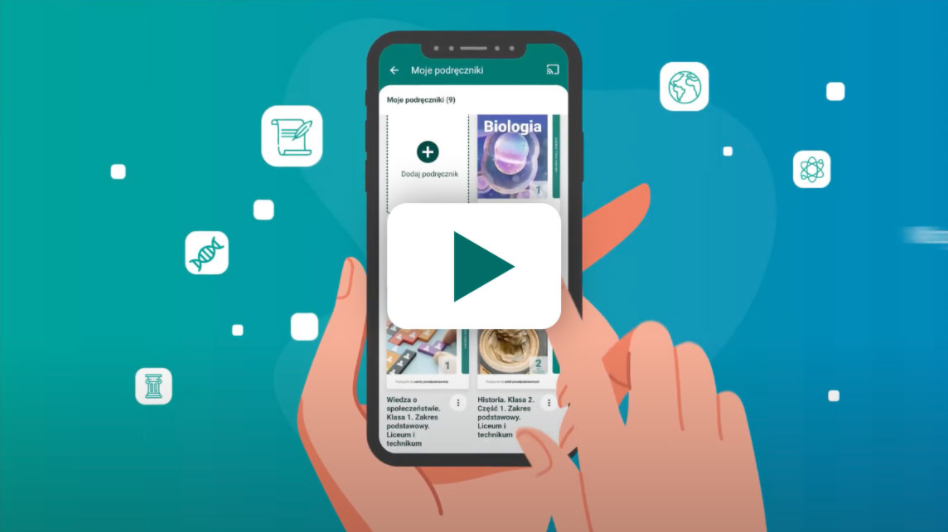 Moje podręczniki
Moje podręczniki (9)
Biologia
1
Dodaj podręcznik
1
2
Wiedza o
społeczeństwie.
Klasa 1. Zakres
podstawowy.
Liceum i
technikum
Historia. Klasa 2.
Część 1. Zakres
podstawowy.
Liceum i
technikum